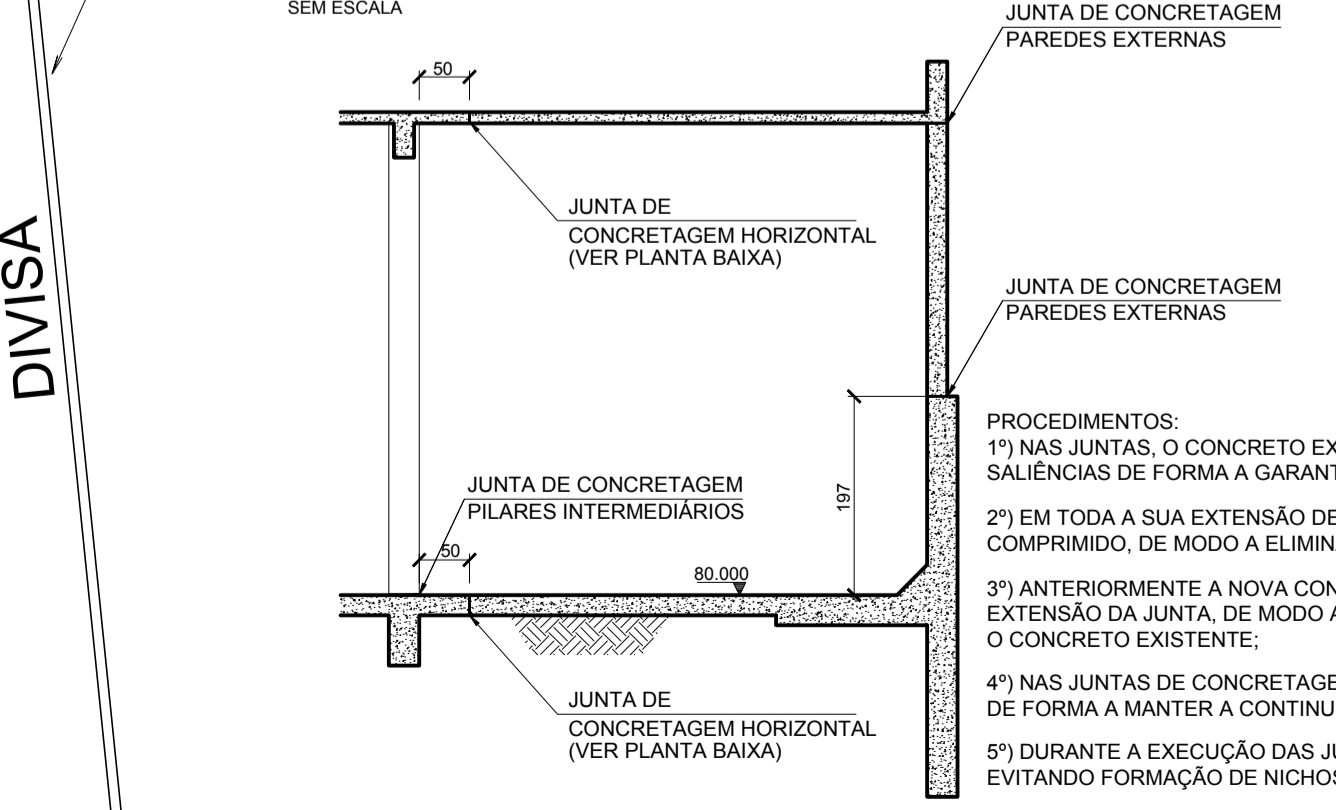 SEM ESCALA
JUNTA DE CONCRETAGEM
PAREDES EXTERNAS
50
JUNTA DE
CONCRETAGEM HORIZONTAL
(VER PLANTA BAIXA)
DIVISA
JUNTA DE CONCRETAGEM
PAREDES EXTERNAS
197
JUNTA DE CONCRETAGEM
PILARES INTERMEDIÁRIOS
50
80.000
JUNTA DE
CONCRETAGEM HORIZONTAL
(VER PLANTA BAIXA)
PROCEDIMENTOS:
1º) NAS JUNTAS, O CONCRETO EX
SALIÊNCIAS DE FORMA A GARANT
2º) EM TODA A SUA EXTENSÃO DE
COMPRIMIDO, DE MODO A ELIMIN
3º) ANTERIORMENTE A NOVA CON
EXTENSÃO DA JUNTA, DE MODO A
O CONCRETO EXISTENTE;
4º) NAS JUNTAS DE CONCRETAGE
DE FORMA A MANTER A CONTINU
5º) DURANTE A EXECUÇÃO DAS JU
EVITANDO FORMAÇÃO DE NICHOS